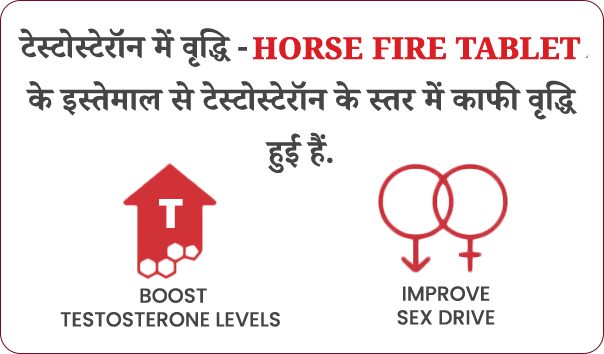 टेस्टोस्टेरॉन में वृद्धि - HORSE FIRE TABLET
के इस्तेमाल से टेस्टोस्टेरॉन के स्तर में काफी वृद्धि
हुई हैं.
T
BOOST
TESTOSTERONE LEVELS
IMPROVE
SEX DRIVE